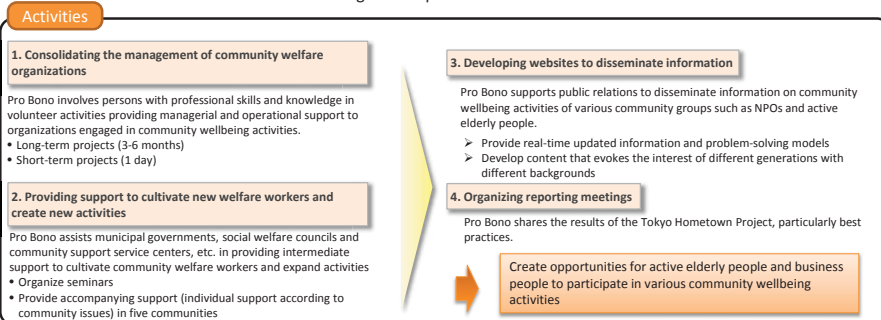 Activities
1. Consolidating the management of community welfare
organizations
Pro Bono involves persons with professional skills and knowledge in
volunteer activities providing managerial and operational support to
organizations engaged in community wellbeing activities.
• Long-term projects (3-6 months)
• Short-term projects (1 day)
2. Providing support to cultivate new welfare workers and
create new activities
Pro Bono assists municipal governments, social welfare councils and
community support service centers, etc. in providing intermediate
support to cultivate community welfare workers and expand activities
• Organize seminars
• Provide accompanying support (individual support according to
community issues) in five communities
3. Developing websites to disseminate information
Pro Bono supports public relations to disseminate information on community
wellbeing activities of various community groups such as NPOs and active
elderly people.
➢ Provide real-time updated information and problem-solving models
➢ Develop content that evokes the interest of different generations with
different backgrounds
4. Organizing reporting meetings
Pro Bono shares the results of the Tokyo Hometown Project, particularly best
practices.
Create opportunities for active elderly people and business
people to participate in various community wellbeing
activities